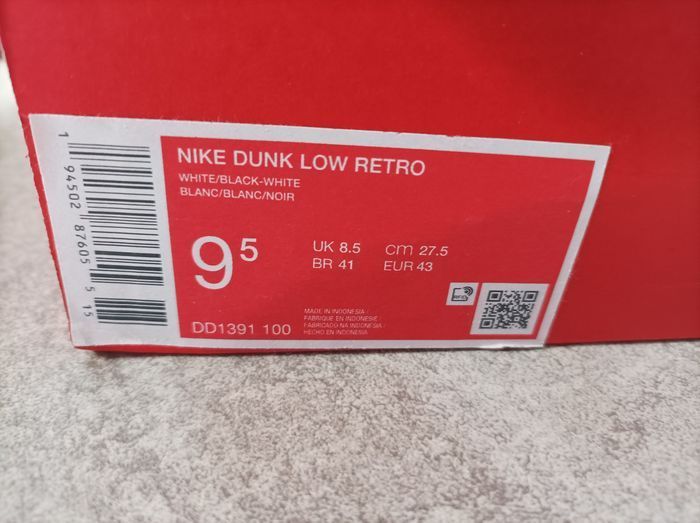 1 94502 87605 5 15
NIKE DUNK LOW RETRO
WHITE/BLACK-WHITE
BLANC/BLANC/NOIR
9 5
UK 8.5 cm 27.5
BR 41 EUR 43
DD1391 100
MADE IN INDONESIA /
FABRIQUE EN INDONESIE /
FABRICADO NA INDONESIA /
HECHO EN INDONESIA
RFID